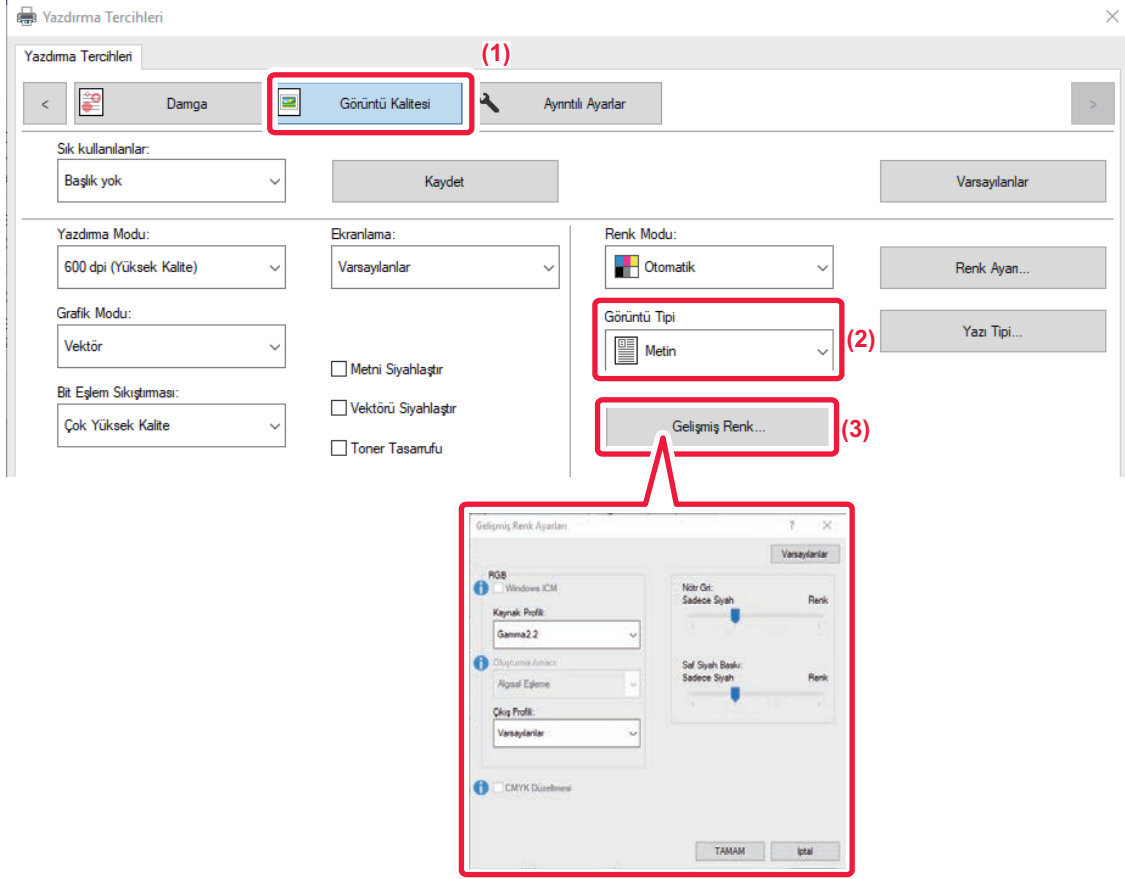 Yazdırma Tercihleri
Yazdırma Tercihleri
(1)
<
Damga
Görüntü Kalitesi
Ayrıntılı Ayarlar
>
Sık kullanılanlar:
Başlık yok
Kaydet
Varsayılanlar
Yazdırma Modu:
600 dpi (Yüksek Kalite)
Ekranlama:
Varsayılanlar
Renk Modu:
Otomatik
Renk Ayarı...
Grafik Modu:
Vektör
Görüntü Tipi
Metin
(2)
Yazı Tipi...
Metni Siyahlaştır
Bit Eşlem Sıkıştırması:
Çok Yüksek Kalite
Vektörü Siyahlaştır
Toner Tasarrufu
Gelişmiş Renk...
(3)
Gelişmiş Renk Ayarları
?
Varsayılanlar
RGB
Windows ICM
Kaynak Profili:
Gamma2.2
Oluşturma Amacı
Algısal Eşleme
Çıkış Profili:
Varsayılanlar
Nötr Gri:
Sadece Siyah Renk
Saf Siyah Baskı:
Sadece Siyah Renk
CMYK Düzeltmesi
TAMAM
İptal